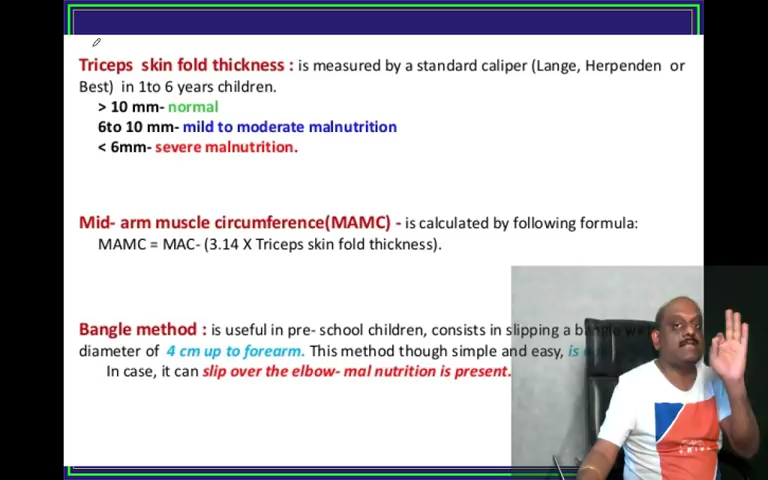 Triceps skin fold thickness : is measured by a standard caliper (Lange, Herpenden or
Best) in 1to 6 years children.
> 10 mm- normal
6to 10 mm- mild to moderate malnutrition
< 6mm- severe malnutrition.
Mid- arm muscle circumference(MAMC) - is calculated by following formula:
MAMC = MAC- (3.14 X Triceps skin fold thickness).
Bangle method : is useful in pre- school children, consists in slipping a
diameter of 4 cm up to forearm. This method though simple and easy, is
In case, it can slip over the elbow- mal nutrition is present.